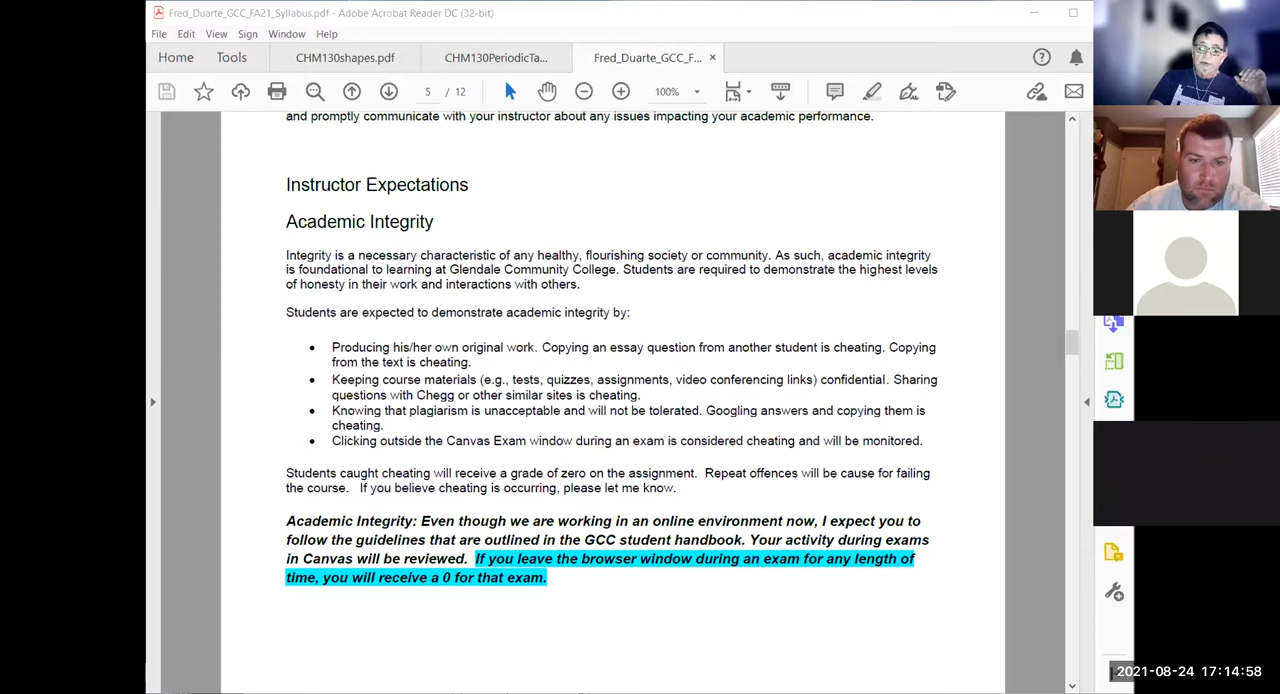 Fred_Duarte_GCC_FA21_Syllabus.pdf - Adobe Acrobat Reader DC (32-bit)
File Edit View Sign Window Help
Home Tools CHM130shapes.pdf CHM130PeriodicTa... Fred_Duarte_GCC_F... ×
5 / 12 100%
and promptly communicate with your instructor about any issues impacting your academic performance.
Instructor Expectations
Academic Integrity
Integrity is a necessary characteristic of any healthy, flourishing society or community. As such, academic integrity
is foundational to learning at Glendale Community College. Students are required to demonstrate the highest levels
of honesty in their work and interactions with others.
Students are expected to demonstrate academic integrity by:
• Producing his/her own original work. Copying an essay question from another student is cheating. Copying
from the text is cheating.
• Keeping course materials (e.g., tests, quizzes, assignments, video conferencing links) confidential. Sharing
questions with Chegg or other similar sites is cheating.
• Knowing that plagiarism is unacceptable and will not be tolerated. Googling answers and copying them is
cheating.
• Clicking outside the Canvas Exam window during an exam is considered cheating and will be monitored.
Students caught cheating will receive a grade of zero on the assignment. Repeat offences will be cause for failing
the course. If you believe cheating is occurring, please let me know.
Academic Integrity: Even though we are working in an online environment now, I expect you to
follow the guidelines that are outlined in the GCC student handbook. Your activity during exams
in Canvas will be reviewed. If you leave the browser window during an exam for any length of
time, you will receive a 0 for that exam.
2021-08-24 17:14:58